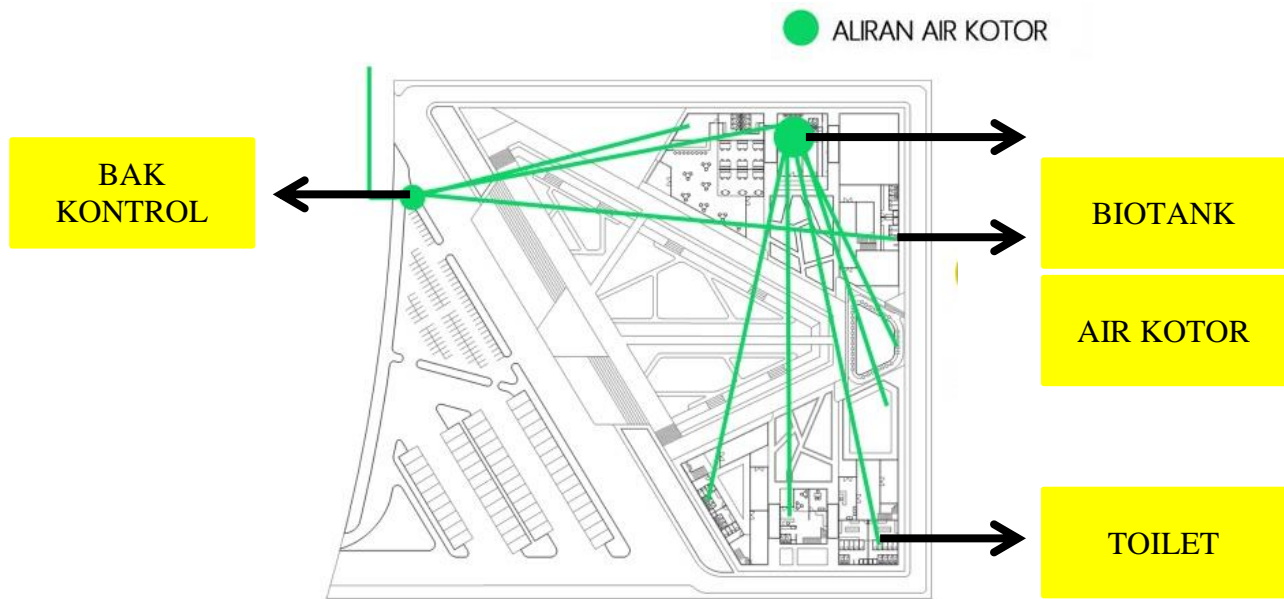 ALIRAN AIR KOTOR
BAK
KONTROL
BIOTANK
AIR KOTOR
TOILET